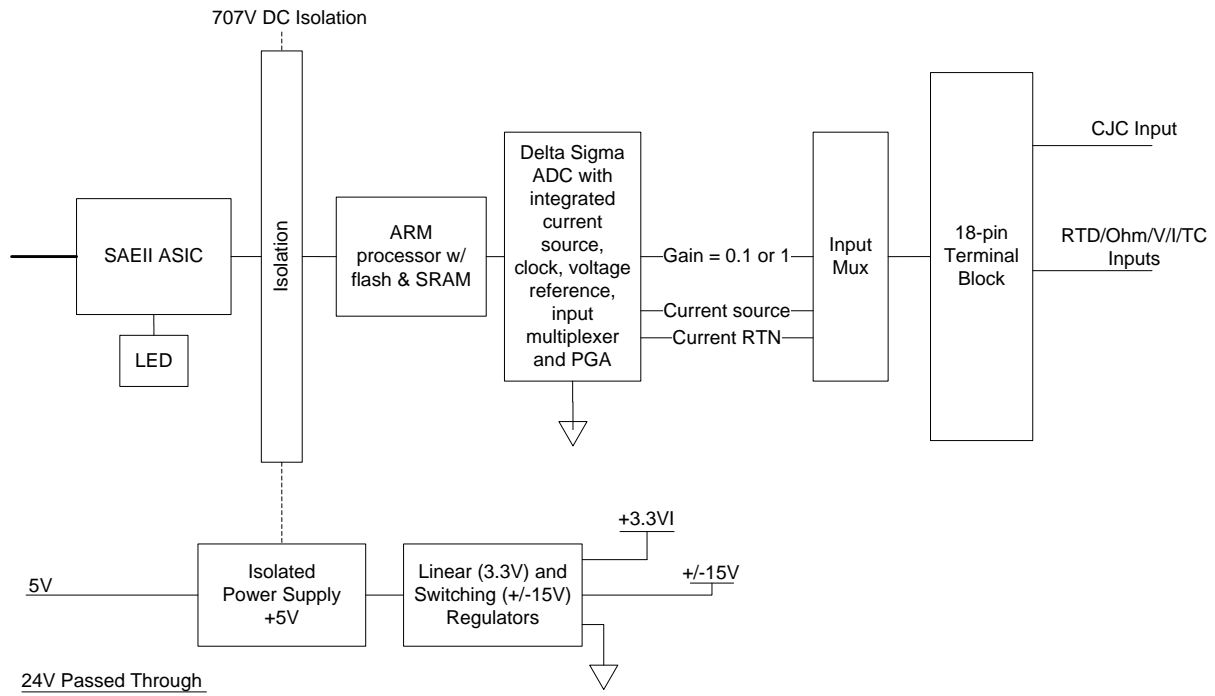 707V DC Isolation
SAEII ASIC
LED
Isolation
ARM
processor w/
flash & SRAM
Delta Sigma
ADC with
integrated
current
source,
clock, voltage
reference,
input
multiplexer
and PGA
Gain = 0.1 or 1
Current source
Current RTN
Input
Mux
18-pin
Terminal
Block
CJC Input
RTD/Ohm/V/I/TC
Inputs
5V
Isolated
Power Supply
+5V
Linear (3.3V) and
Switching (+/-15V)
Regulators
+3.3VI
+/-15V
24V Passed Through